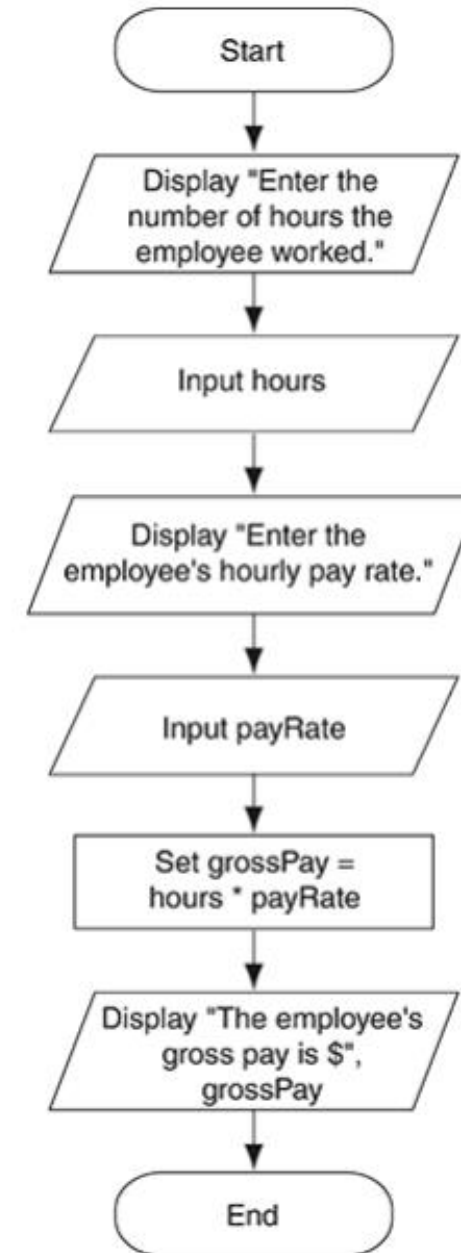 Start
Display "Enter the
number of hours the
employee worked."
Input hours
Display "Enter the
employee's hourly pay rate."
Input payRate
Set grossPay =
hours * payRate
Display "The employee's
gross pay is $",
grossPay
End